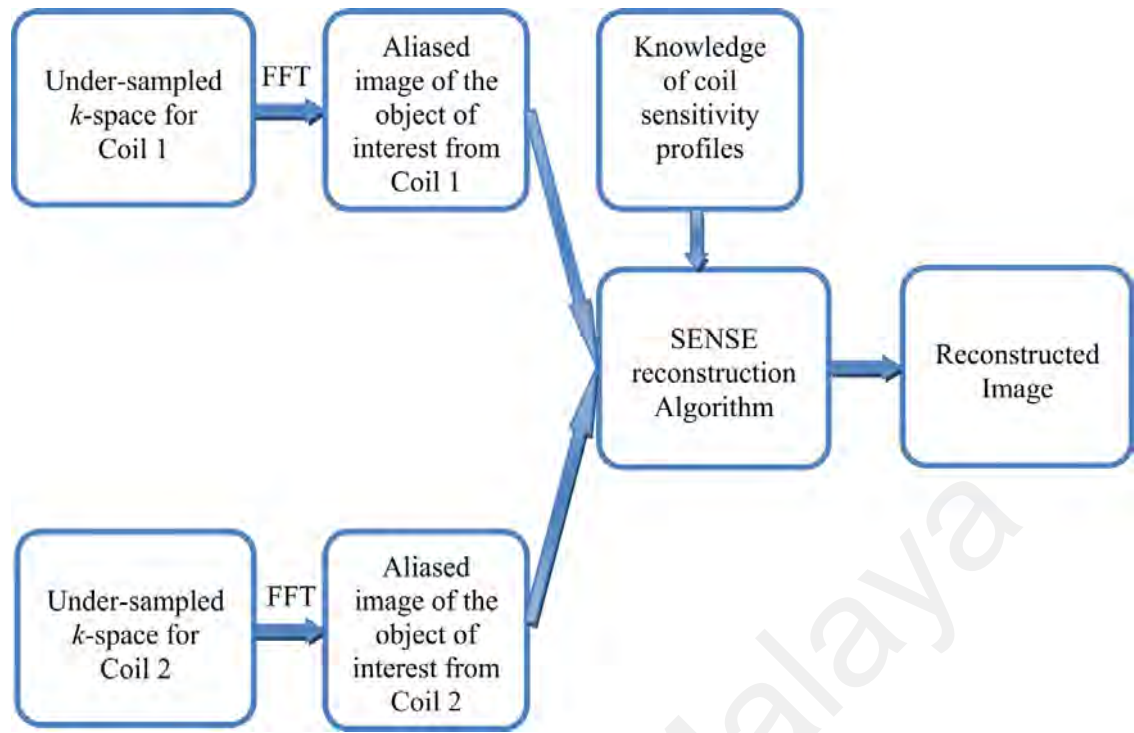 Under-sampled
k-space for
Coil 1
FFT
Aliased
image of the
object of
interest from
Coil 1
Knowledge
of coil
sensitivity
profiles
SENSE
reconstruction
Algorithm
Reconstructed
Image
Under-sampled
k-space for
Coil 2
FFT
Aliased
image of the
object of
interest from
Coil 2
alaya